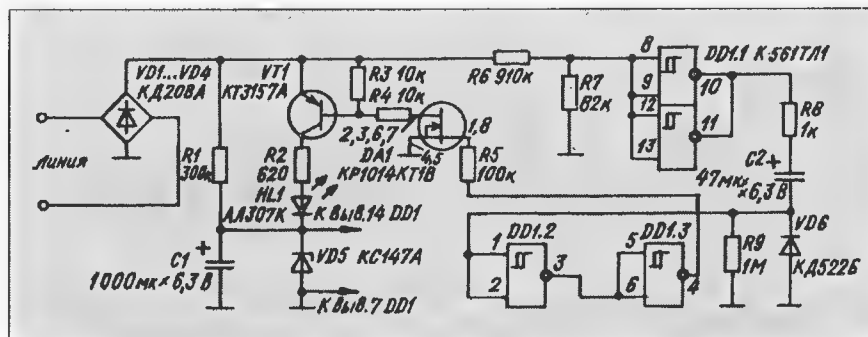 VD1...VD4
КД208А
VT1
КТ3157А
R3 10к
R4 10к
R6 910к
R7
82к
8
9
12
13
DD1.1 К561ТЛ1
10
11
R8
1к
C2
+
47мк×
×6,3 В
Линия
R1
300к
R2
620
HL1
АЛ307К
2,3,6,7
DA1
КР1014КТ1В
4,5
1,8
R5
100к
К выв.14 DD1
C1
+
1000мк×6,3 В
VD5 КС147А
К выв.7 DD1
1
2
DD1.2
3
5
6
DD1.3
4
R9
1М
VD6
КД522Б